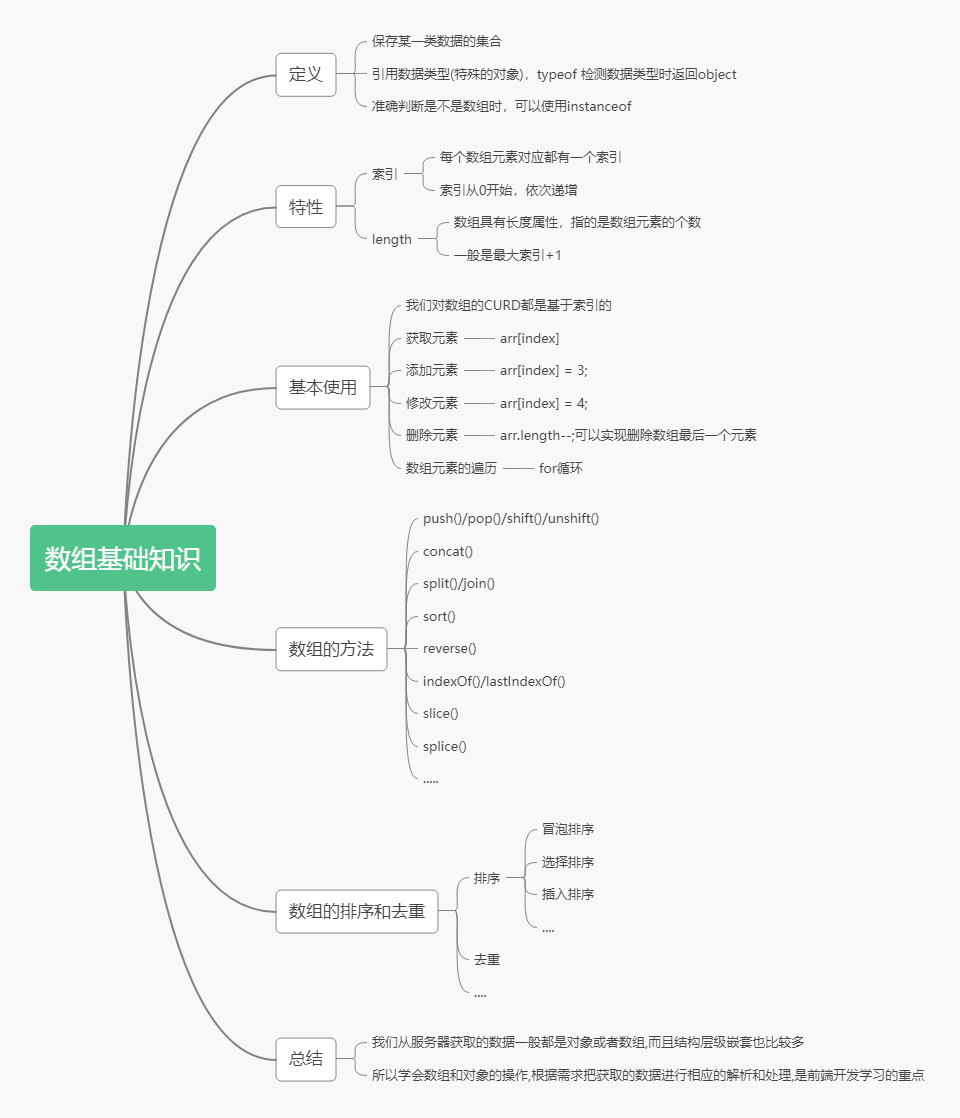 数组基础知识
定义
保存某一类数据的集合
引用数据类型(特殊的对象)，typeof 检测数据类型时返回object
准确判断是不是数组时，可以使用instanceof
特性
索引
每个数组元素对应都有一个索引
索引从0开始，依次递增
length
数组具有长度属性，指的是数组元素的个数
一般是最大索引+1
基本使用
我们对数组的CURD都是基于索引的
获取元素
arr[index]
添加元素
arr[index] = 3;
修改元素
arr[index] = 4;
删除元素
arr.length--;可以实现删除数组最后一个元素
数组元素的遍历
for循环
数组的方法
push()/pop()/shift()/unshift()
concat()
split()/join()
sort()
reverse()
indexOf()/lastIndexOf()
slice()
splice()
.....
数组的排序和去重
排序
冒泡排序
选择排序
插入排序
....
去重
....
总结
我们从服务器获取的数据一般都是对象或者数组,而且结构层级嵌套也比较多
所以学会数组和对象的操作,根据需求把获取的数据进行相应的解析和处理,是前端开发学习的重点